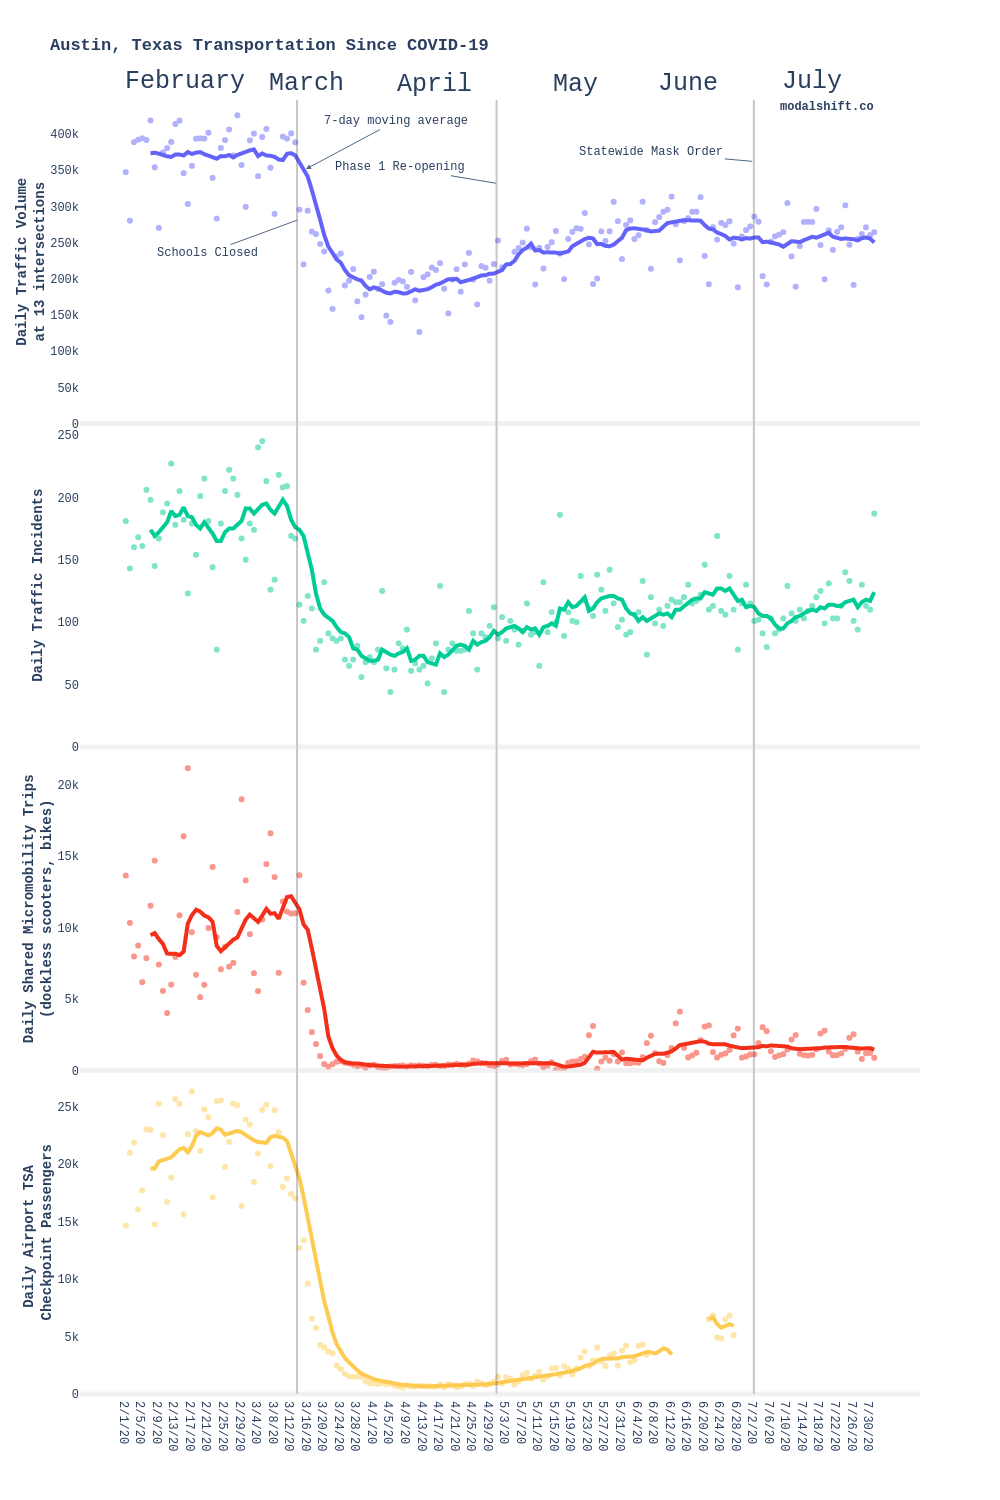 Austin, Texas Transportation Since COVID-19
February March April May June July
modalshift.co
7-day moving average
Phase 1 Re-opening
Statewide Mask Order
Schools Closed
Daily Traffic Volume
at 13 intersections
400k
350k
300k
250k
200k
150k
100k
50k
0
Daily Traffic Incidents
250
200
150
100
50
0
Daily Shared Micromobility Trips
(dockless scooters, bikes)
20k
15k
10k
5k
0
Daily Airport TSA
Checkpoint Passengers
25k
20k
15k
10k
5k
0
2/1/20
2/5/20
2/9/20
2/13/20
2/17/20
2/21/20
2/25/20
2/29/20
3/4/20
3/8/20
3/12/20
3/16/20
3/20/20
3/24/20
3/28/20
4/1/20
4/5/20
4/9/20
4/13/20
4/17/20
4/21/20
4/25/20
4/29/20
5/3/20
5/7/20
5/11/20
5/15/20
5/19/20
5/23/20
5/27/20
5/31/20
6/4/20
6/8/20
6/12/20
6/16/20
6/20/20
6/24/20
6/28/20
7/2/20
7/6/20
7/10/20
7/14/20
7/18/20
7/22/20
7/26/20
7/30/20